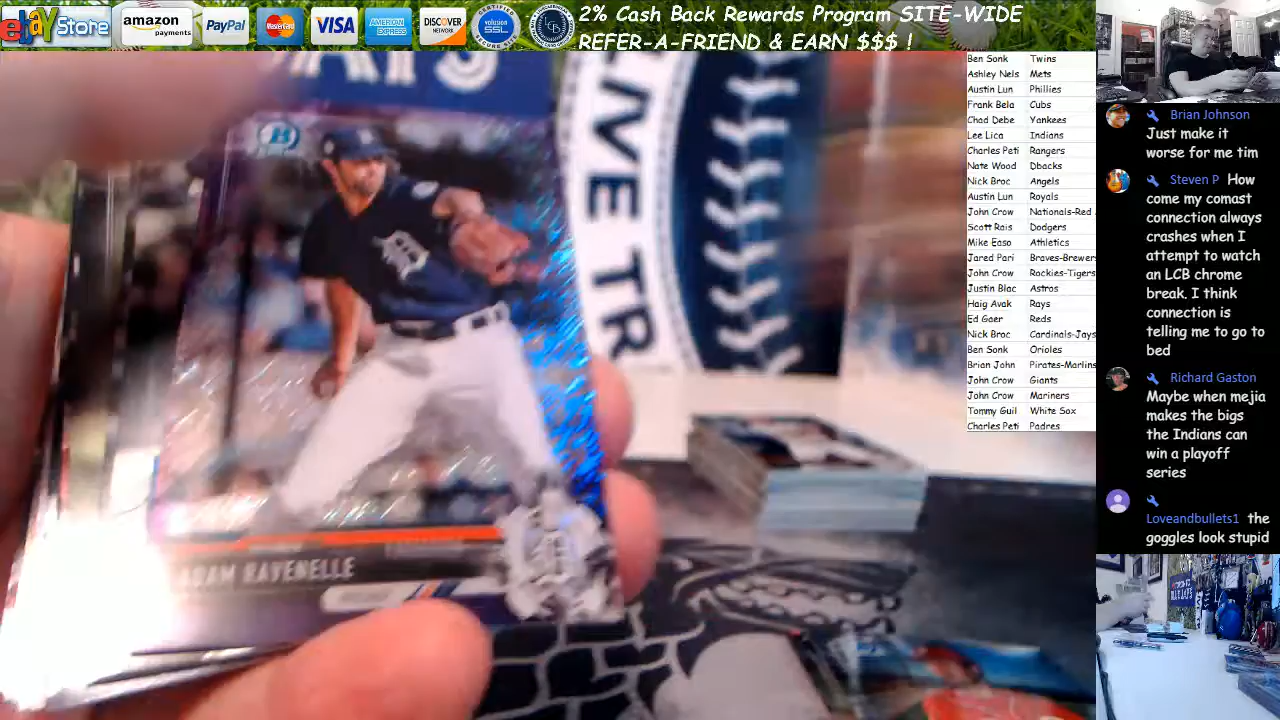 ebay Store
amazon payments
PayPal
MasterCard
VISA
AMERICAN EXPRESS
DISCOVER NETWORK
CERTIFIED
volusion
SSL
SECURE
2% Cash Back Rewards Program SITE-WIDE
REFER-A-FRIEND & EARN $$$ !
Ben Sonk Twins
Ashley Nels Mets
Austin Lun Phillies
Frank Bela Cubs
Chad Debe Yankees
Lee Lica Indians
Charles Peti Rangers
Nate Wood Dbacks
Nick Broc Angels
Austin Lun Royals
John Crow Nationals-Red
Scott Rais Dodgers
Mike Easo Athletics
Jared Pari Braves-Brewer
John Crow Rockies-Tigers
Justin Blac Astros
Haig Avak Rays
Ed Gaer Reds
Nick Broc Cardinals-Jays
Ben Sonk Orioles
Brian John Pirates-Marlins
John Crow Giants
John Crow Mariners
Tommy Guil White Sox
Charles Peti Padres
Brian Johnson
Just make it
worse for me tim
Steven P How
come my comast
connection always
crashes when I
attempt to watch
an LCB chrome
break. I think
connection is
telling me to go to
bed
Richard Gaston
Maybe when mejia
makes the bigs
the Indians can
win a playoff
series
Loveandbullets1 the
goggles look stupid
B
D
ADAM RAVENELLE
LIVE TR